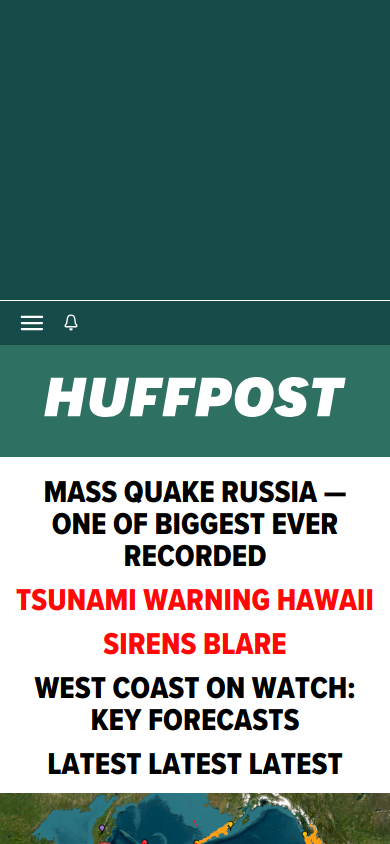 HUFFPOST
MASS QUAKE RUSSIA —
ONE OF BIGGEST EVER
RECORDED
TSUNAMI WARNING HAWAII
SIRENS BLARE
WEST COAST ON WATCH:
KEY FORECASTS
LATEST LATEST LATEST